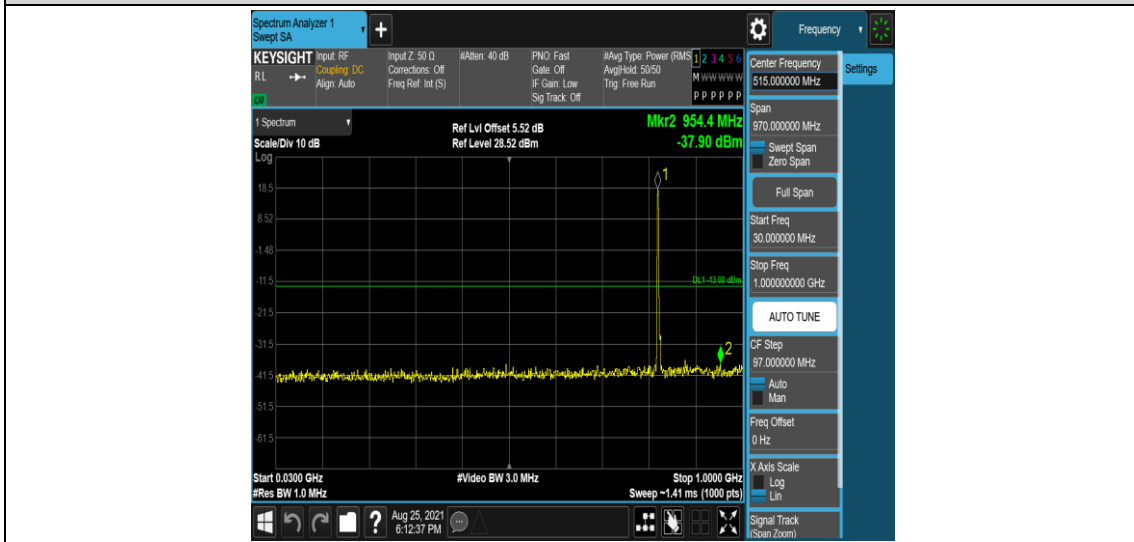 Spectrum Analyzer 1
Swept SA
+
Frequency
KEYSIGHT
RL
LXI
Input: RF
Coupling: DC
Align: Auto
Input Z: 50 Ω
Corrections: Off
Freq Ref: Int (S)
#Atten: 40 dB
PNO: Fast
Gate: Off
IF Gain: Low
Sig Track: Off
#Avg Type: Power (RMS
Avg|Hold: 50/50
Trig: Free Run
1 2 3 4 5 6
M W W W W W
P P P P P P
1 Spectrum
Scale/Div 10 dB
Log
Ref Lvl Offset 5.52 dB
Ref Level 28.52 dBm
Mkr2 954.4 MHz
-37.90 dBm
1
18.5
8.52
-1.48
-11.5
DL1 -13.00 dBm
-21.5
-31.5
2
-41.5
-51.5
-61.5
Start 0.0300 GHz
#Res BW 1.0 MHz
#Video BW 3.0 MHz
Stop 1.0000 GHz
Sweep ~1.41 ms (1000 pts)
?
Aug 25, 2021
6:12:37 PM
Center Frequency
515.000000 MHz
Settings
Span
970.000000 MHz
Swept Span
Zero Span
Full Span
Start Freq
30.000000 MHz
Stop Freq
1.000000000 GHz
AUTO TUNE
CF Step
97.000000 MHz
Auto
Man
Freq Offset
0 Hz
X Axis Scale
Log
Lin
Signal Track
(Span Zoom)